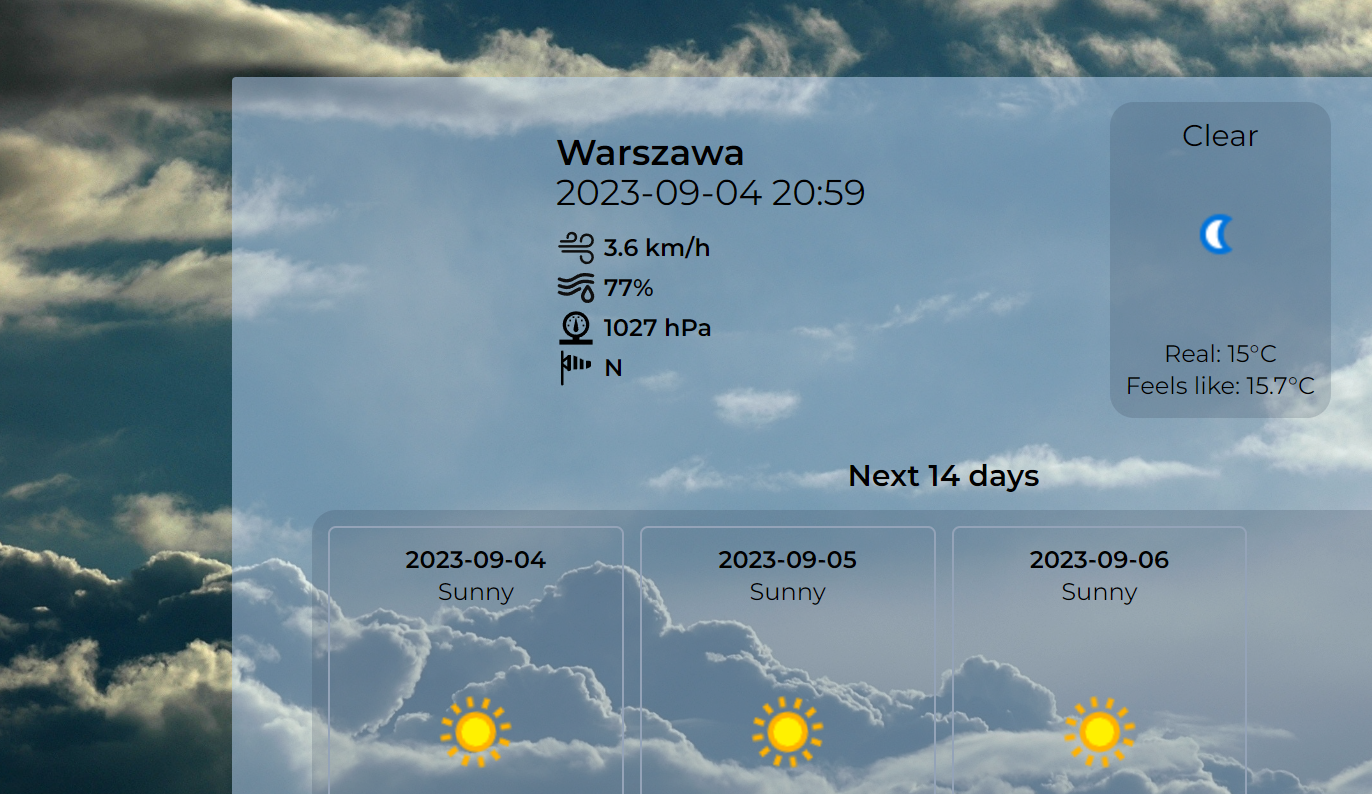 Warszawa
2023-09-04 20:59
3.6 km/h
77%
1027 hPa
N
Clear
Real: 15°C
Feels like: 15.7°C
Next 14 days
2023-09-04
Sunny
2023-09-05
Sunny
2023-09-06
Sunny